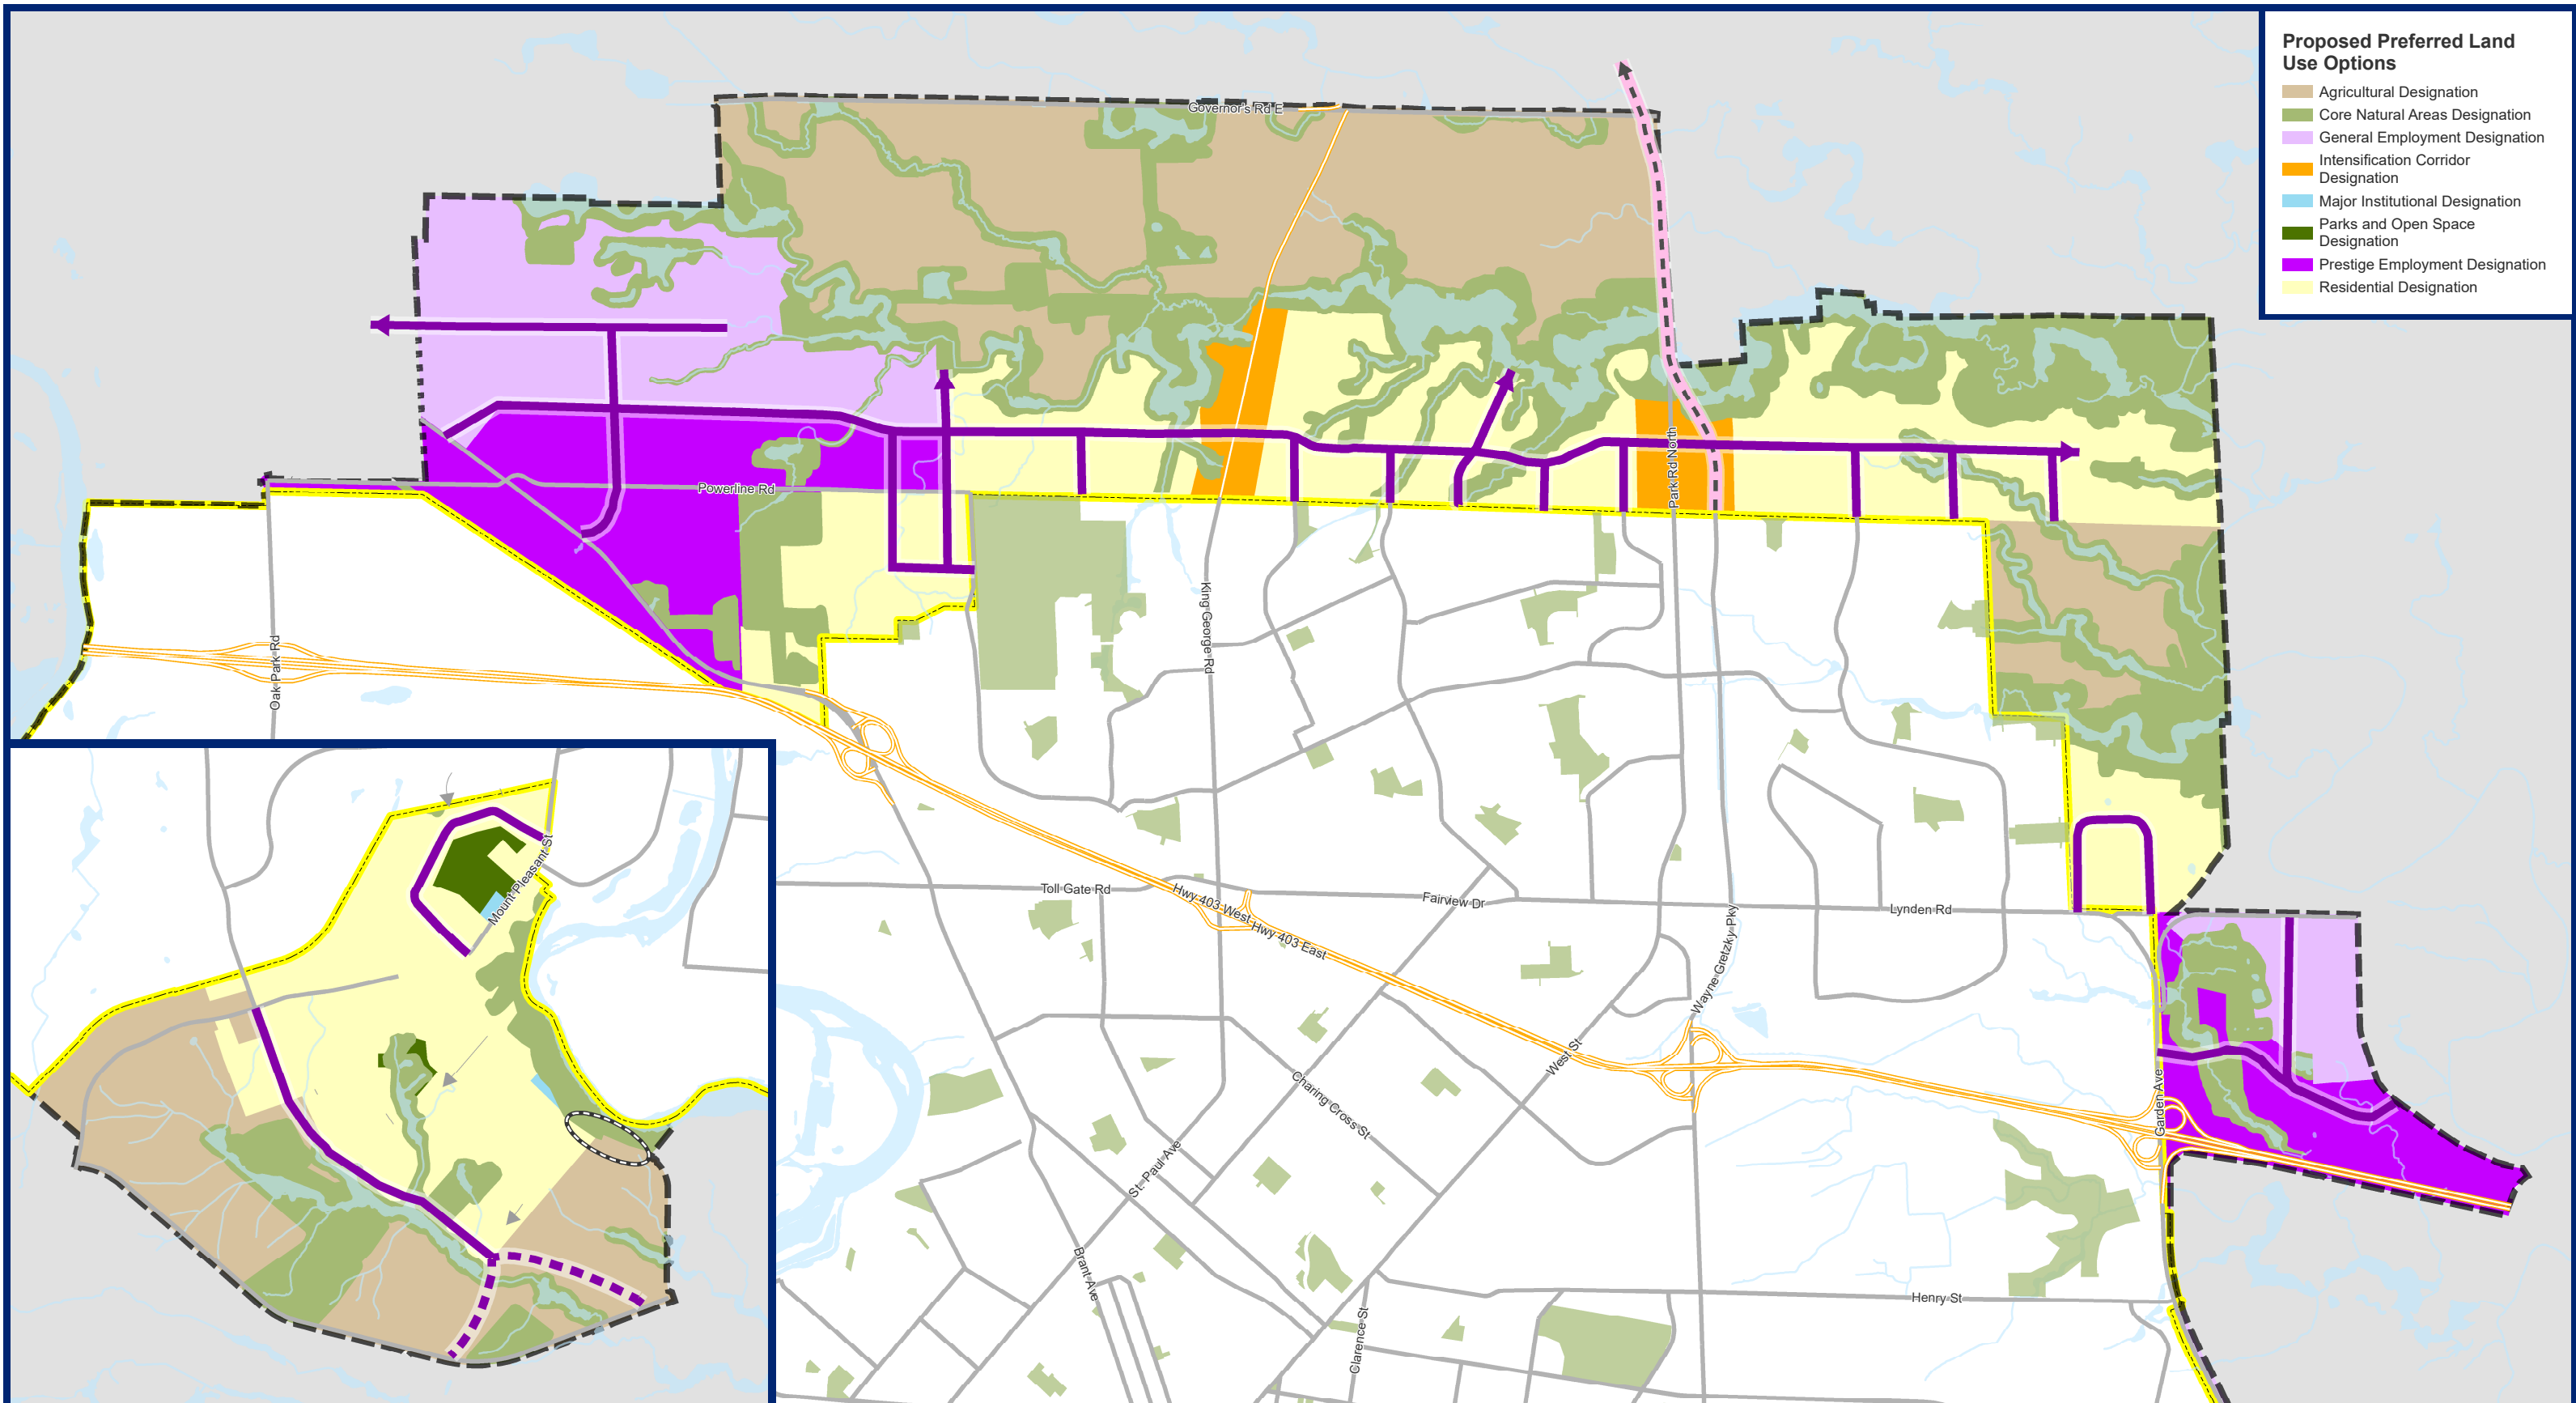 Proposed Preferred Land
Use Options
Agricultural Designation
Core Natural Areas Designation
General Employment Designation
Intensification Corridor
Designation
Major Institutional Designation
Parks and Open Space
Designation
Prestige Employment Designation
Residential Designation
Governor's Rd E
Powerline Rd
Park Rd North
Oak Park Rd
King George Rd
Toll Gate Rd
Hwy 403 West
Hwy 403 East
Fairview Dr
Lynden Rd
Wayne Gretzky Pky
Mount Pleasant St
West St
Charing Cross St
St. Paul Ave
Garden Ave
Brant Ave
Clarence St
Henry St